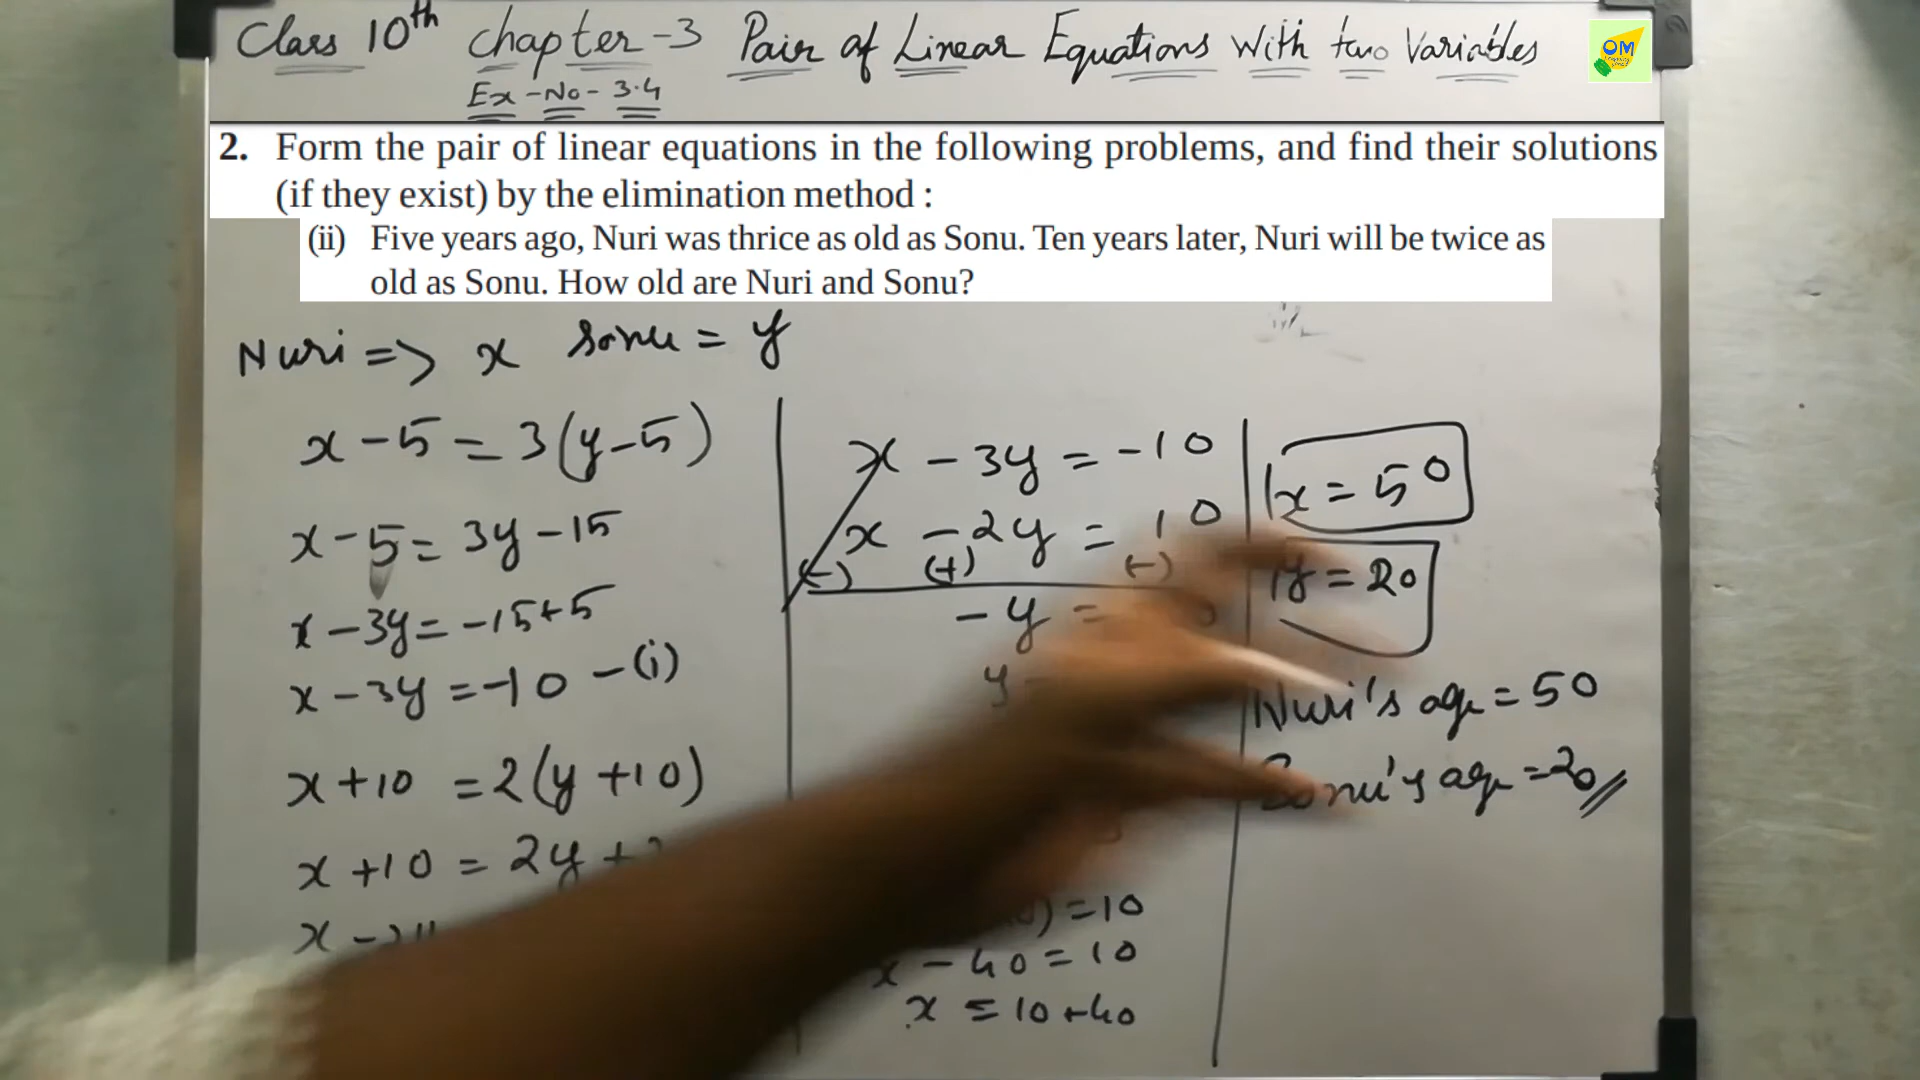 Class 10th Chapter-3 Pair of Linear Equations With two Variables
Ex-No-3.4
OM
2. Form the pair of linear equations in the following problems, and find their solutions
(if they exist) by the elimination method :
(ii) Five years ago, Nuri was thrice as old as Sonu. Ten years later, Nuri will be twice as
old as Sonu. How old are Nuri and Sonu?
Nuri => x sonu = y
x-5=3(y-5)
x-5=3y-15
x-3y=-15+5
x-3y=-10 -(i)
x+10 =2(y+10)
x+10 = 2y+
x-2y
x -3y = -10
x -2y = 10
(-) (+) (-)
-y =
y
)=10
x-40=10
x = 10+40
x=50
y=20
Nuri's age=50
Sonu's age=20